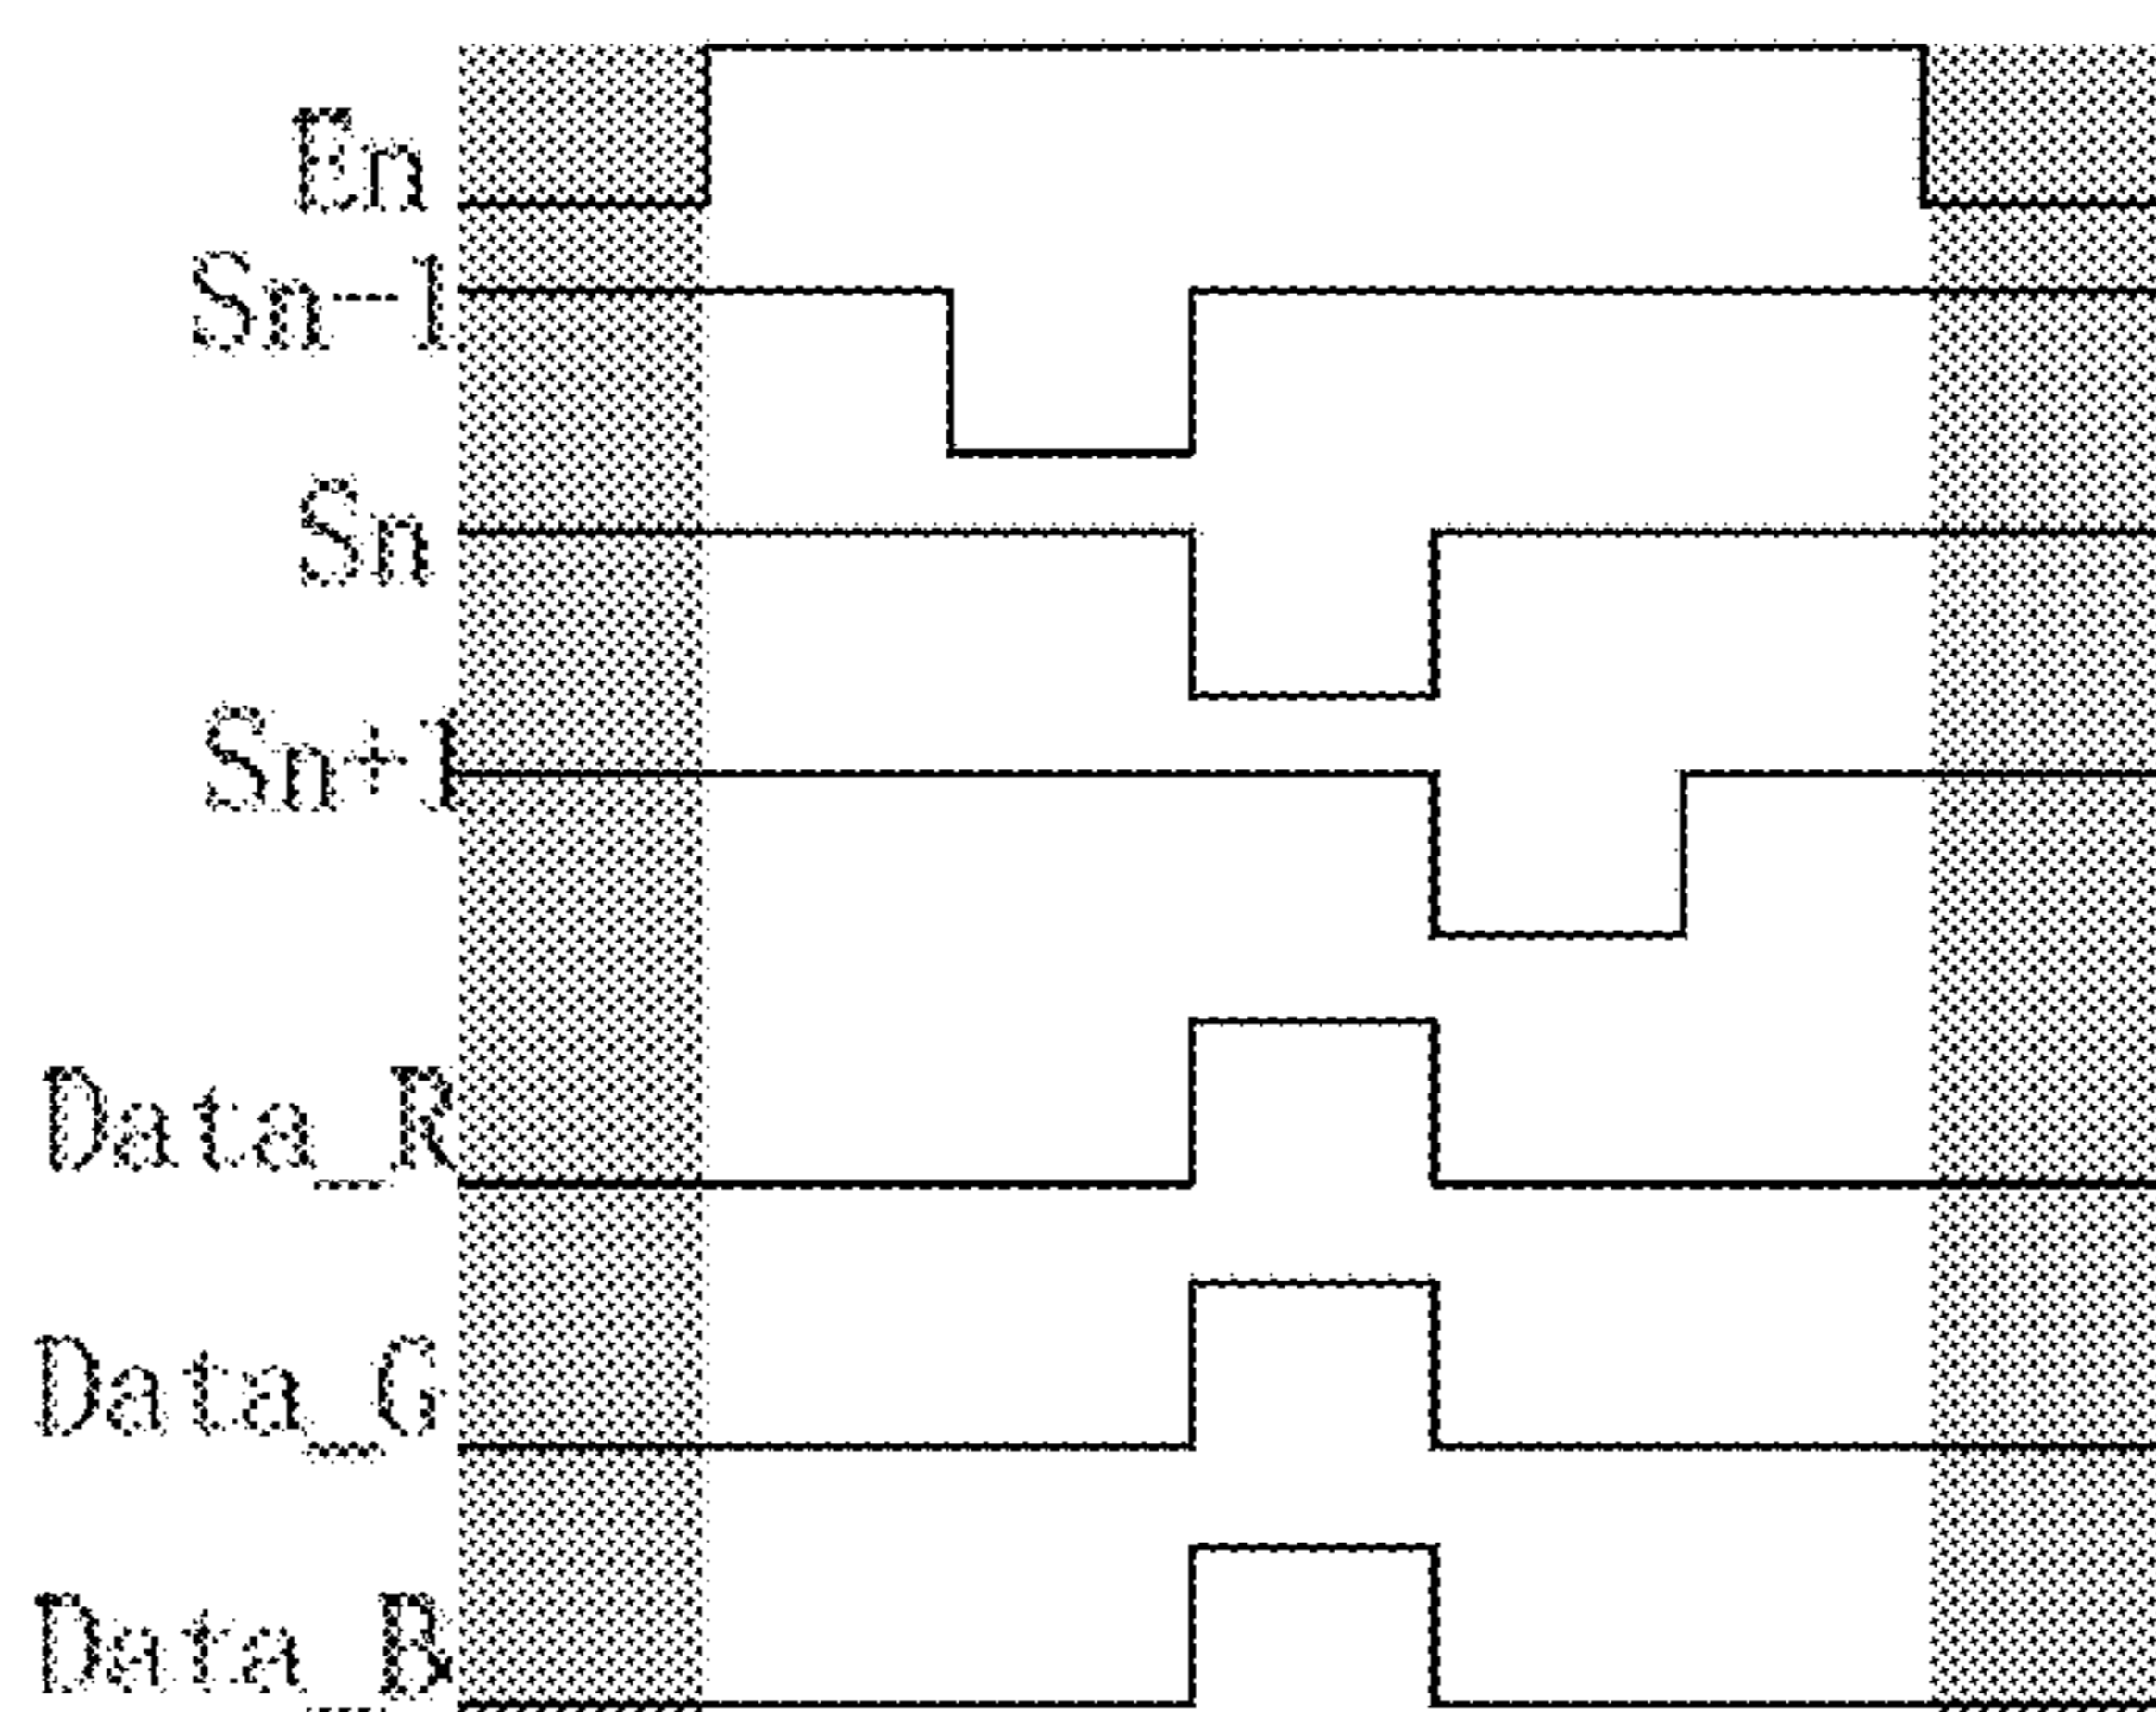 En
Sn-1
Sn
Sn+1
Data_R
Data_G
Data_B